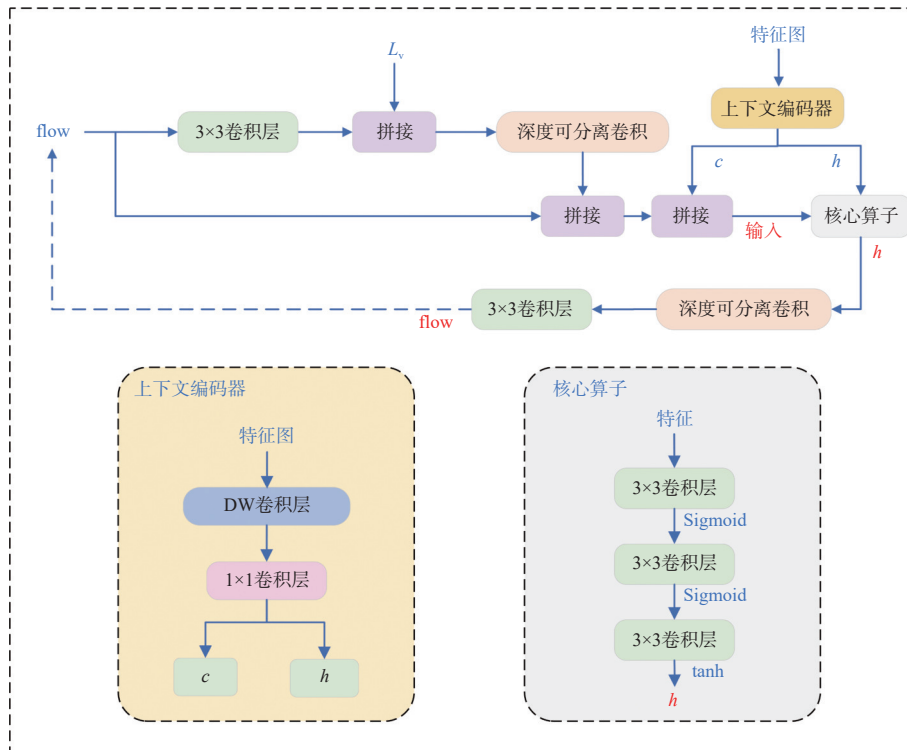 特征图
L_v
上下文编码器
flow
3×3卷积层
拼接
深度可分离卷积
c
h
拼接
拼接
输入
核心算子
h
flow
3×3卷积层
深度可分离卷积
上下文编码器
特征图
DW卷积层
1×1卷积层
c
h
核心算子
特征
3×3卷积层
Sigmoid
3×3卷积层
Sigmoid
3×3卷积层
tanh
h